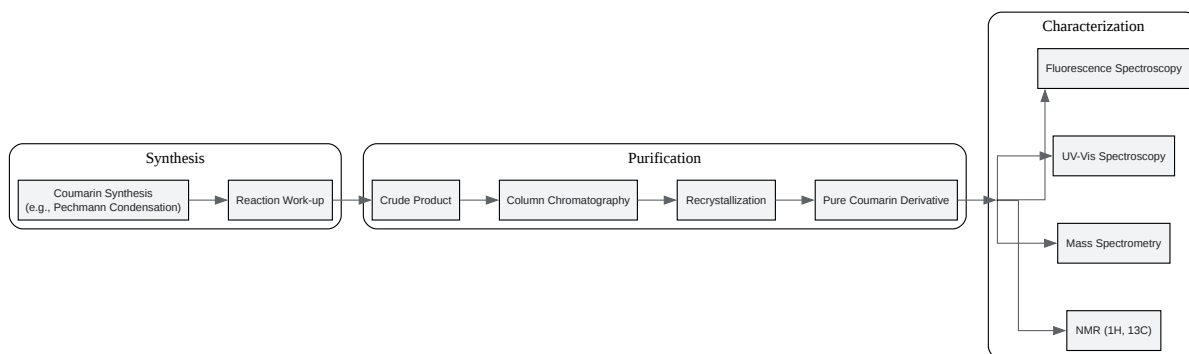 Synthesis
Coumarin Synthesis
(e.g., Pechmann Condensation)
Reaction Work-up
Purification
Crude Product
Column Chromatography
Recrystallization
Pure Coumarin Derivative
Characterization
Fluorescence Spectroscopy
UV-Vis Spectroscopy
Mass Spectrometry
NMR (1H, 13C)